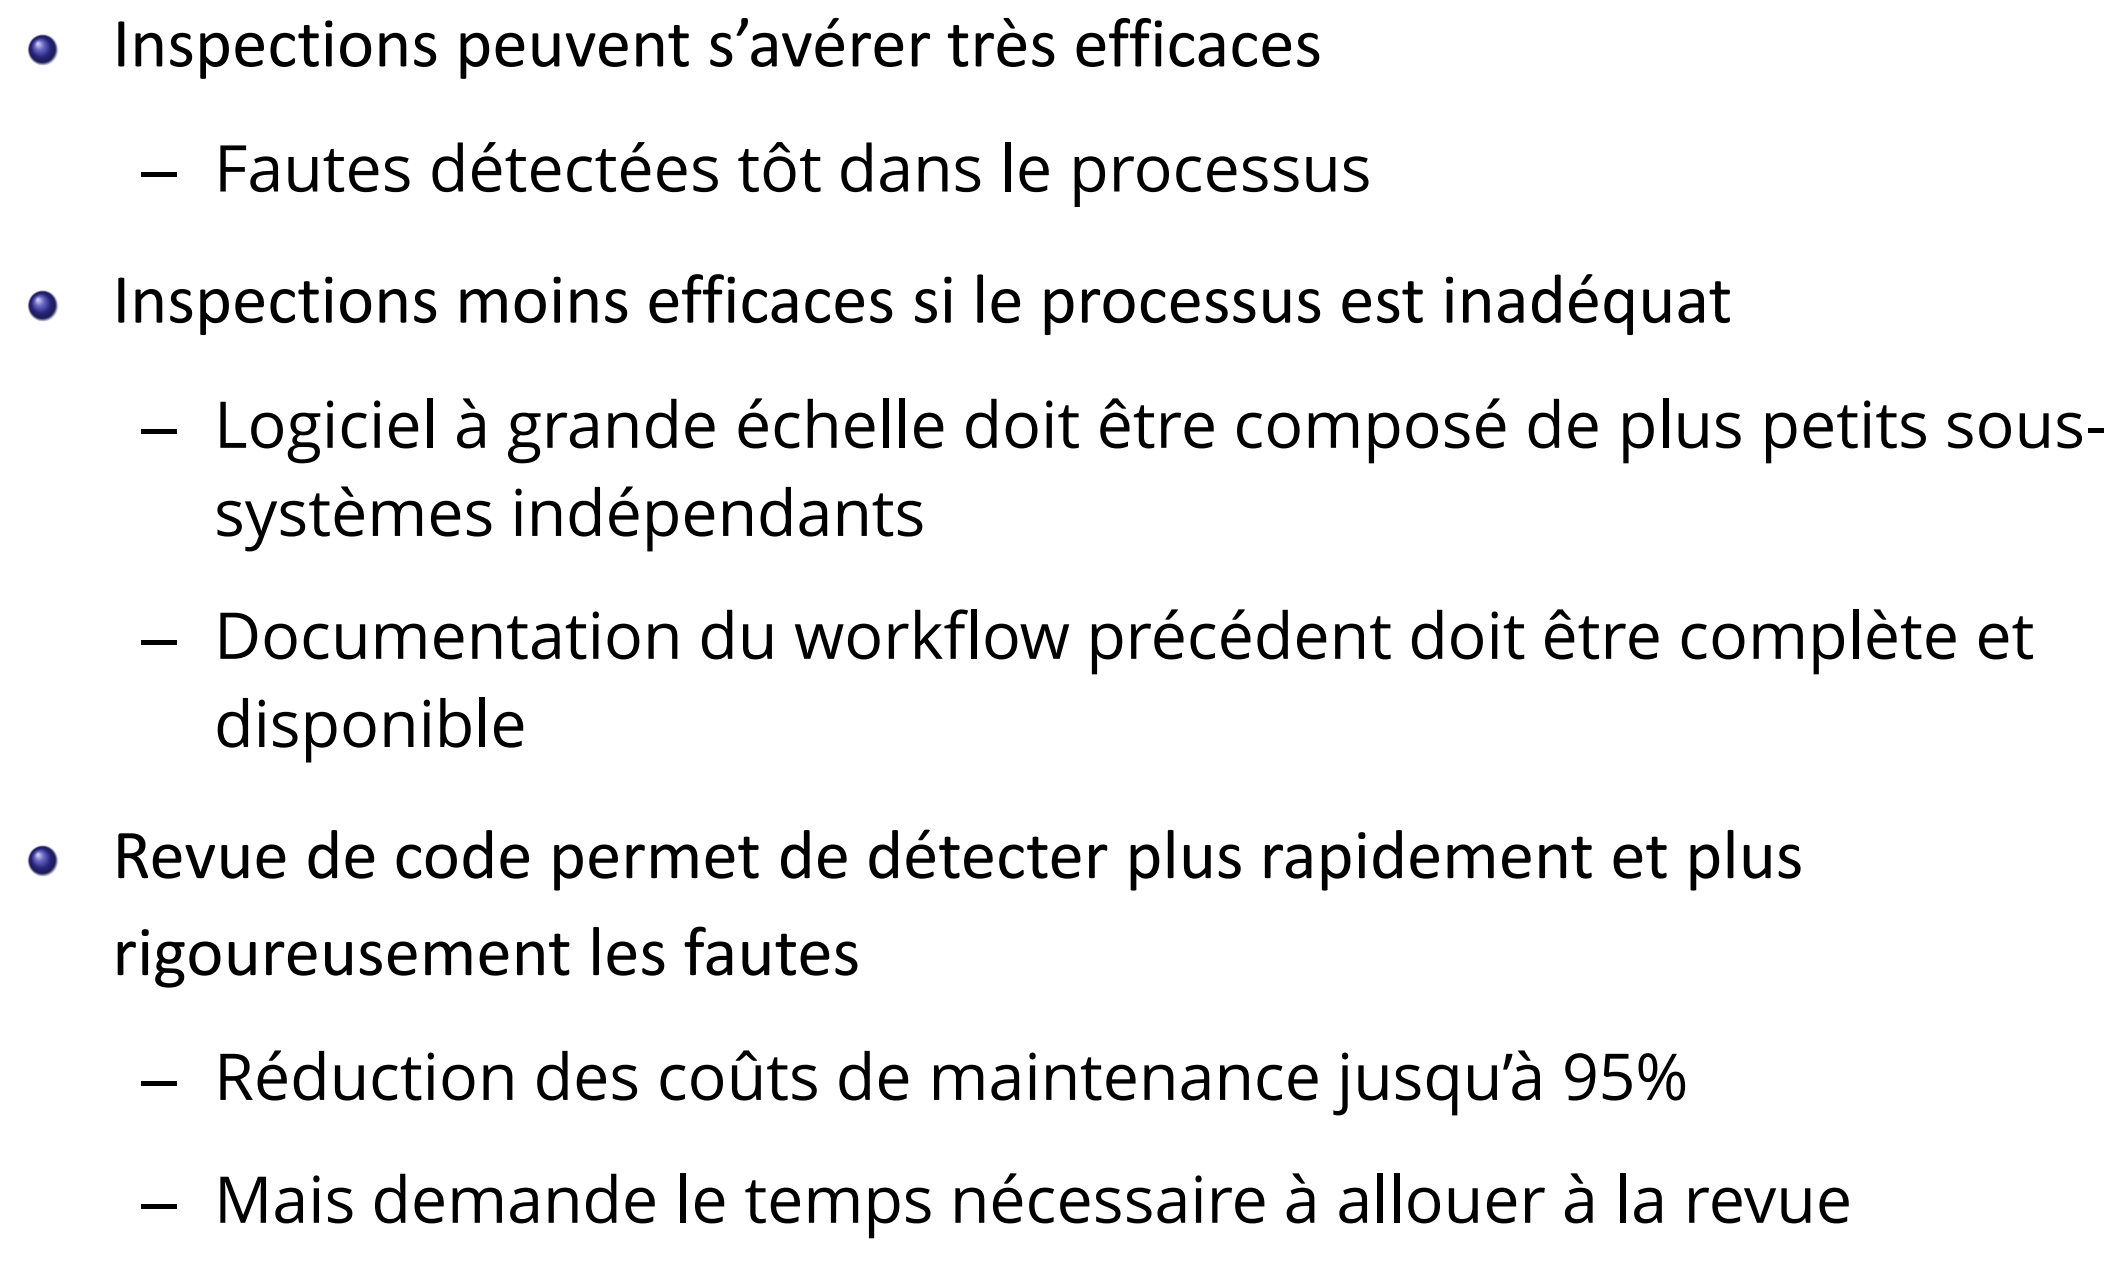 Inspections peuvent s’avérer très efficaces
– Fautes détectées tôt dans le processus
Inspections moins efficaces si le processus est inadéquat
– Logiciel à grande échelle doit être composé de plus petits sous-
systèmes indépendants
– Documentation du workflow précédent doit être complète et
disponible
Revue de code permet de détecter plus rapidement et plus
rigoureusement les fautes
– Réduction des coûts de maintenance jusqu’à 95%
– Mais demande le temps nécessaire à allouer à la revue